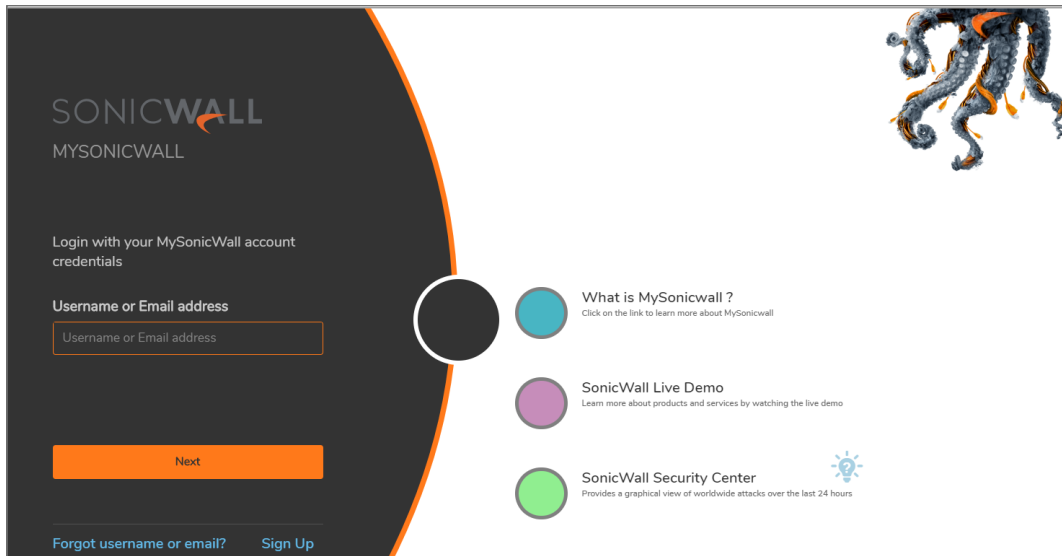 SONICWALL
MYSONICWALL
Login with your MySonicWall account
credentials
Username or Email address
Username or Email address
Next
Forgot username or email?
Sign Up
What is MySonicwall ?
Click on the link to learn more about MySonicwall
SonicWall Live Demo
Learn more about products and services by watching the live demo
SonicWall Security Center
Provides a graphical view of worldwide attacks over the last 24 hours
?